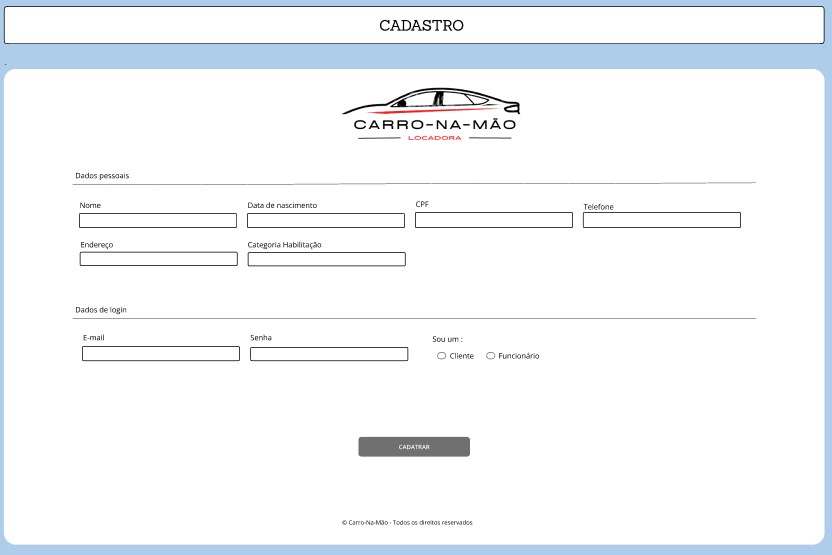 CADASTRO
CARRO-NA-MÃO
LOCADORA
Dados pessoais
Nome
Data de nascimento
CPF
Telefone
Endereço
Categoria Habilitação
Dados de login
E-mail
Senha
Sou um :
Cliente
Funcionário
CADATRAR
© Carro-Na-Mão - Todos os direitos reservados